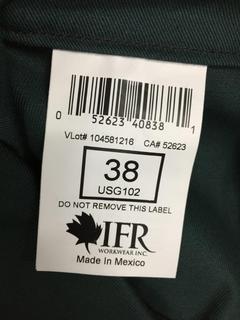 0 52623 40838 1
VLot# 104581216 CA# 52623
38
USG102
DO NOT REMOVE THIS LABEL
IFR
WORKWEAR INC.
Made In Mexico